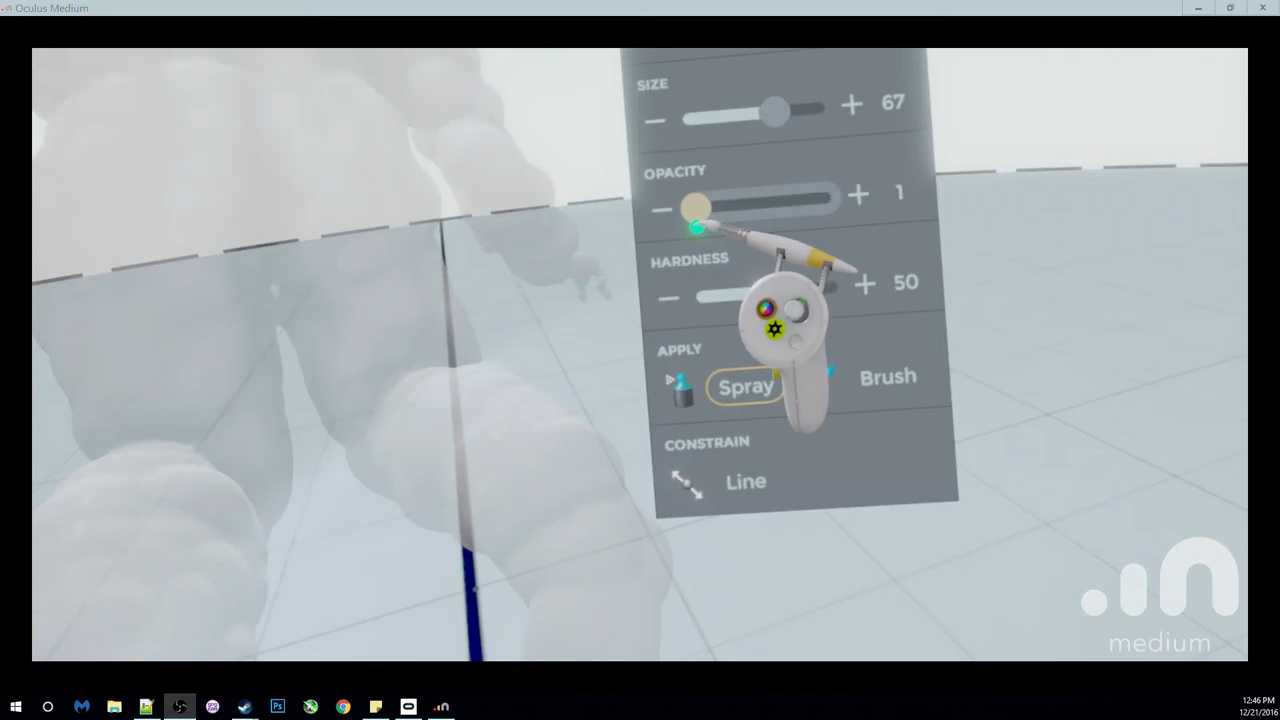 Oculus Medium
SIZE
67
OPACITY
1
HARDNESS
50
APPLY
Spray
Brush
CONSTRAIN
Line
medium
Ps
12:46 PM
12/21/2016